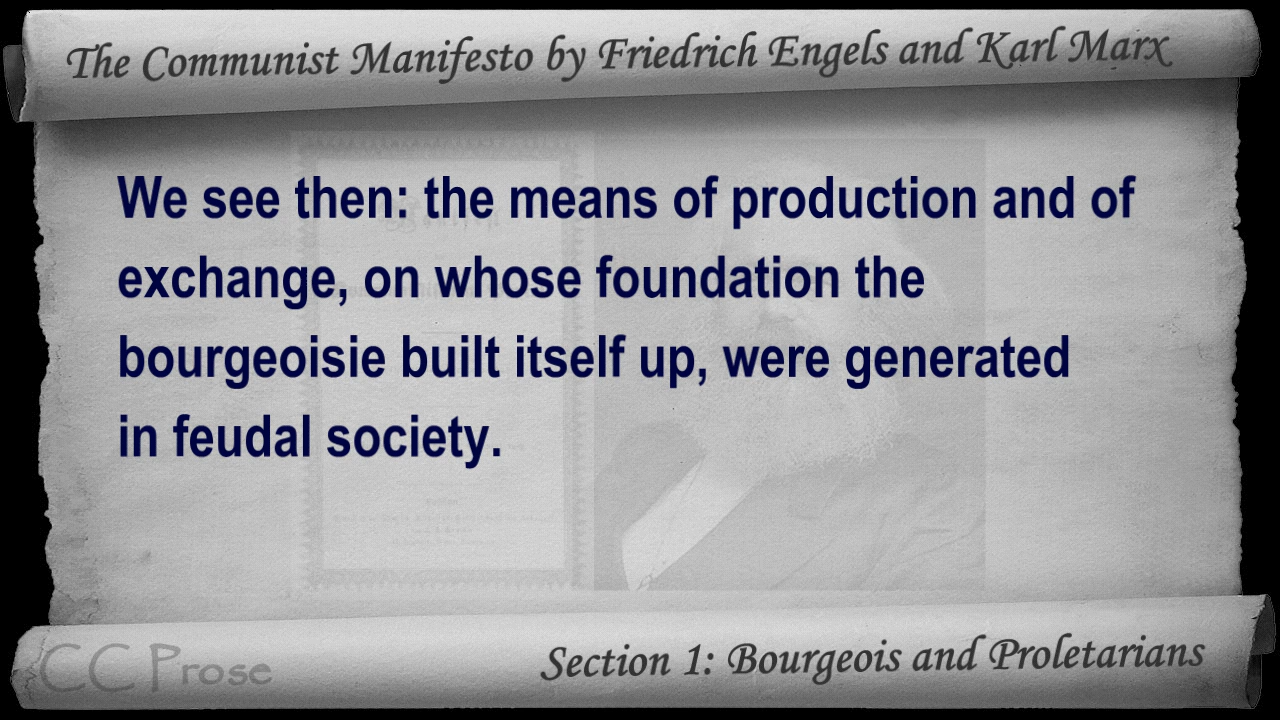 The Communist Manifesto by Friedrich Engels and Karl Marx
We see then: the means of production and of
exchange, on whose foundation the
bourgeoisie built itself up, were generated
in feudal society.
CC Prose
Section 1: Bourgeois and Proletarians